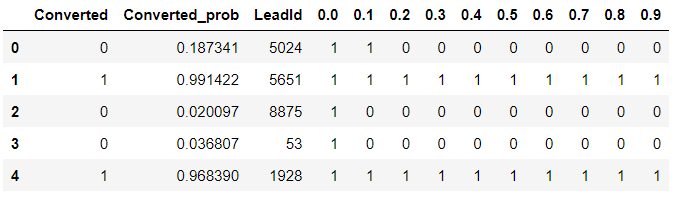 Converted Converted_prob LeadId 0.0 0.1 0.2 0.3 0.4 0.5 0.6 0.7 0.8 0.9
0 0 0.187341 5024 1 1 0 0 0 0 0 0 0 0
1 1 0.991422 5651 1 1 1 1 1 1 1 1 1 1
2 0 0.020097 8875 1 0 0 0 0 0 0 0 0 0
3 0 0.036807 53 1 0 0 0 0 0 0 0 0 0
4 1 0.968390 1928 1 1 1 1 1 1 1 1 1 1